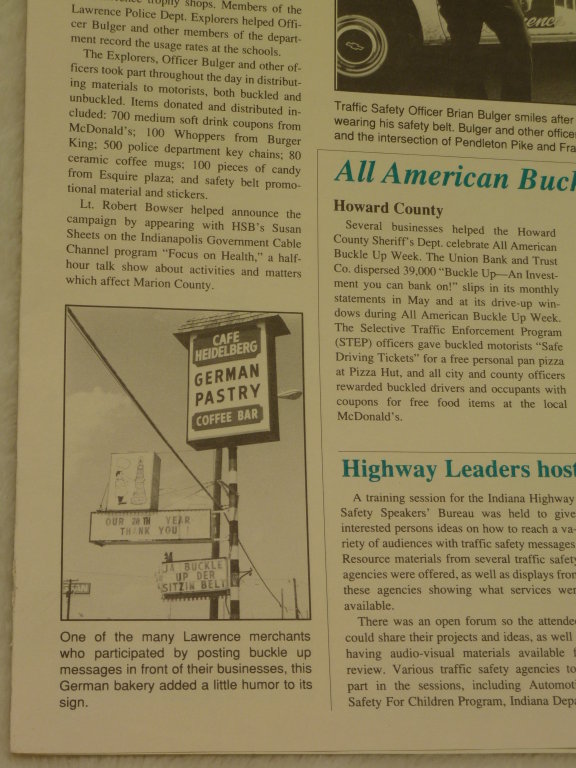 trophy shops. Members of the
Lawrence Police Dept. Explorers helped Offi-
cer Bulger and other members of the depart-
ment record the usage rates at the schools.
The Explorers, Officer Bulger and other of-
ficers took part throughout the day in distribut-
ing materials to motorists, both buckled and
unbuckled. Items donated and distributed in-
cluded: 700 medium soft drink coupons from
McDonald's; 100 Whoppers from Burger
King; 500 police department key chains; 80
ceramic coffee mugs; 100 pieces of candy
from Esquire plaza; and safety belt promo-
tional material and stickers.
Lt. Robert Bowser helped announce the
campaign by appearing with HSB's Susan
Sheets on the Indianapolis Government Cable
Channel program "Focus on Health," a half-
hour talk show about activities and matters
which affect Marion County.
CAFE
HEIDELBERG
GERMAN
PASTRY
COFFEE BAR
OUR 20TH YEAR
THANK YOU !
JA BUCKLE
UP DER
SITZIN BELT
One of the many Lawrence merchants
who participated by posting buckle up
messages in front of their businesses, this
German bakery added a little humor to its
sign.
Traffic Safety Officer Brian Bulger smiles after
wearing his safety belt. Bulger and other office
and the intersection of Pendleton Pike and Fra
All American Buck
Howard County
Several businesses helped the Howard
County Sheriff's Dept. celebrate All American
Buckle Up Week. The Union Bank and Trust
Co. dispersed 39,000 "Buckle Up—An Invest-
ment you can bank on!" slips in its monthly
statements in May and at its drive-up win-
dows during All American Buckle Up Week.
The Selective Traffic Enforcement Program
(STEP) officers gave buckled motorists "Safe
Driving Tickets" for a free personal pan pizza
at Pizza Hut, and all city and county officers
rewarded buckled drivers and occupants with
coupons for free food items at the local
McDonald's.
Highway Leaders host
A training session for the Indiana Highway
Safety Speakers' Bureau was held to give
interested persons ideas on how to reach a va-
riety of audiences with traffic safety messages
Resource materials from several traffic safety
agencies were offered, as well as displays from
these agencies showing what services wer
available.
There was an open forum so the attende
could share their projects and ideas, as well
having audio-visual materials available f
review. Various traffic safety agencies to
part in the sessions, including Automoti
Safety For Children Program, Indiana Depa